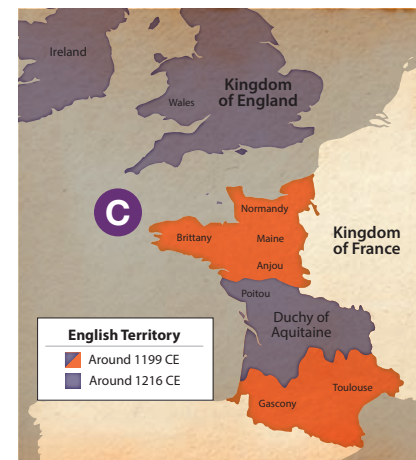 Ireland
Kingdom
of England
Wales
C
Normandy
Brittany
Maine
Kingdom
of France
Anjou
Poitou
Duchy of
Aquitaine
English Territory
Around 1199 CE
Around 1216 CE
Toulouse
Gascony